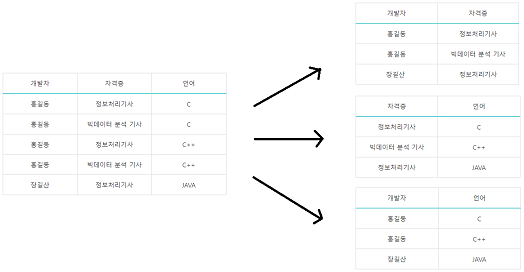 개발자 자격증 언어
홍길동 정보처리기사 C
홍길동 빅데이터 분석 기사 C
홍길동 정보처리기사 C++
홍길동 빅데이터 분석 기사 C++
장길산 정보처리기사 JAVA
개발자 자격증
홍길동 정보처리기사
홍길동 빅데이터 분석 기사
장길산 정보처리기사
자격증 언어
정보처리기사 C
빅데이터 분석 기사 C++
정보처리기사 JAVA
개발자 언어
홍길동 C
홍길동 C++
장길산 JAVA